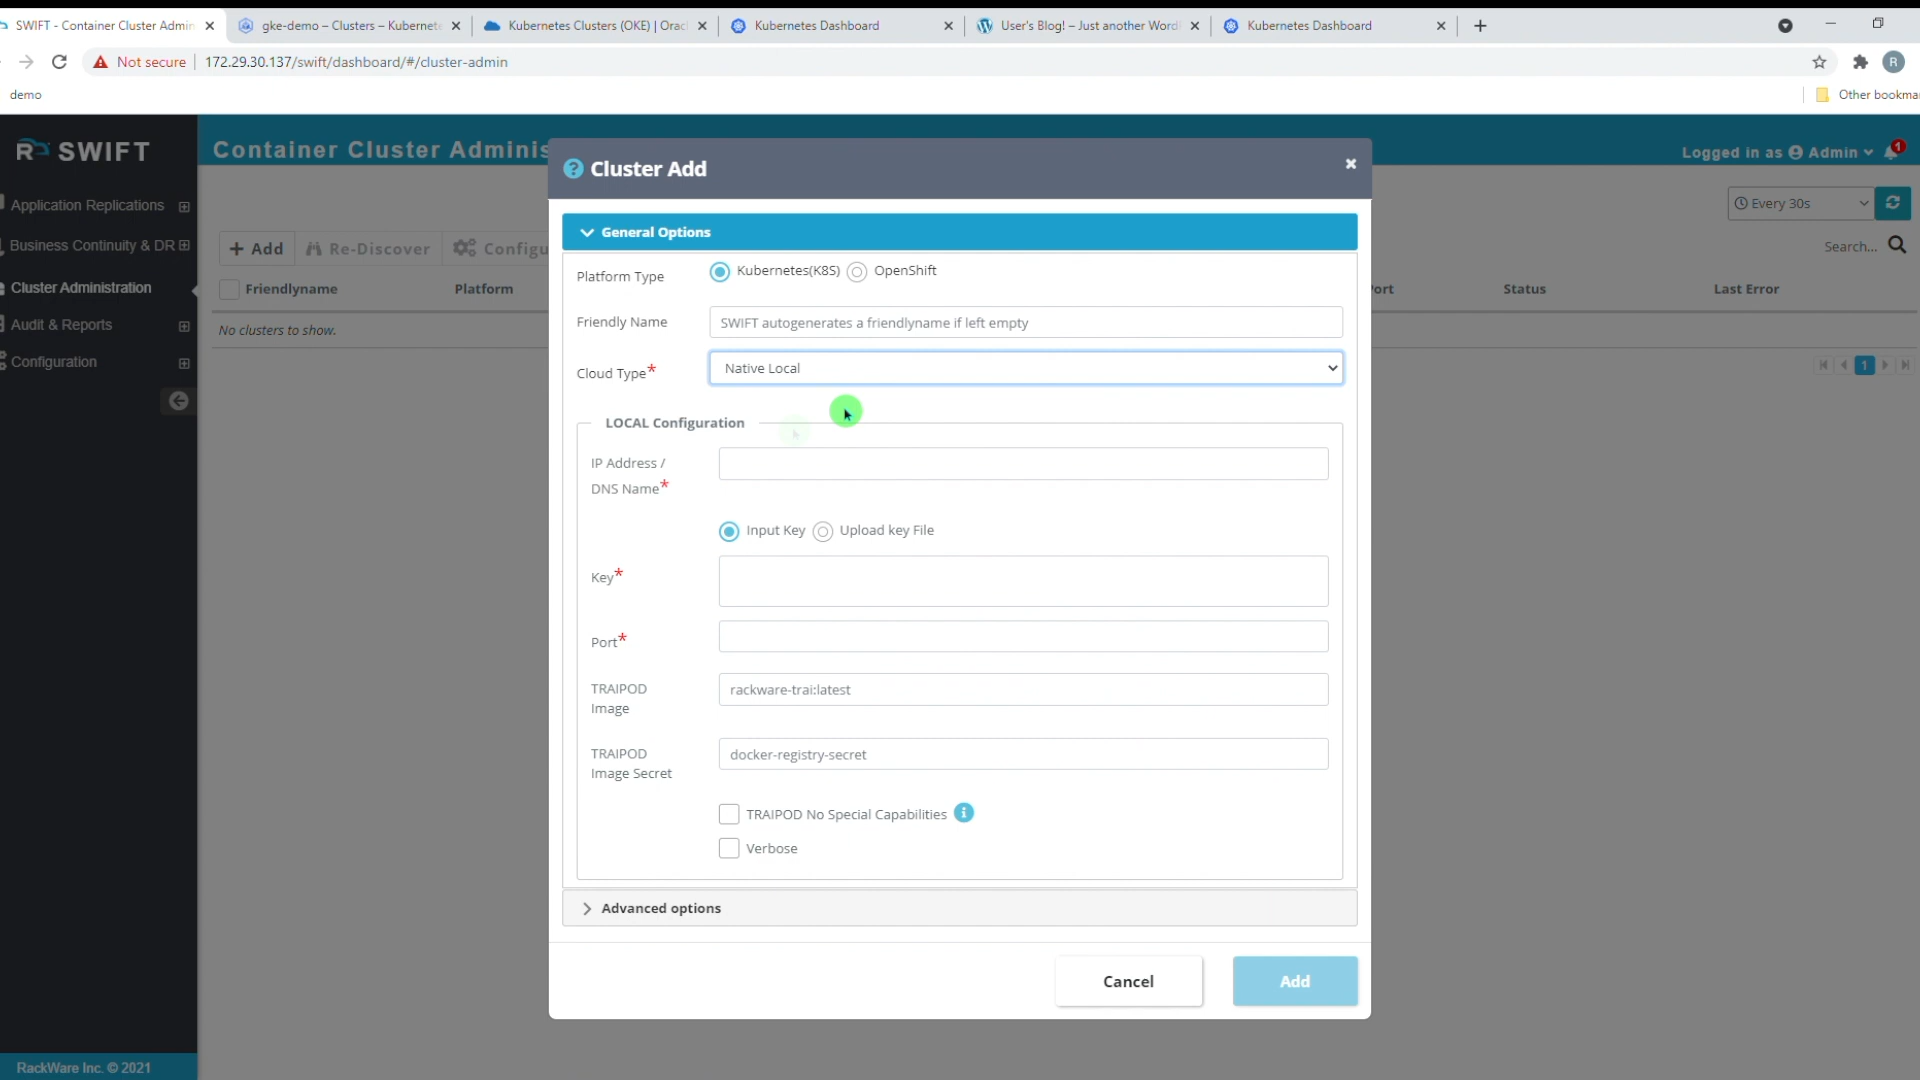 SWIFT - Container Cluster Admin
gke-demo – Clusters – Kubernete
Kubernetes Clusters (OKE) | Orac
Kubernetes Dashboard
User's Blog! – Just another Word
Kubernetes Dashboard
Not secure
172.29.30.137/swift/dashboard/#/cluster-admin
R
demo
Other bookma
SWIFT
Container Cluster Adminis
Logged in as Admin
1
Application Replications
Business Continuity & DR
Cluster Administration
Audit & Reports
Configuration
Every 30s
+ Add
Re-Discover
Configu
Search...
Friendlyname
Platform
Port
Status
Last Error
No clusters to show.
1
? Cluster Add
General Options
Platform Type
Kubernetes(K8S)
OpenShift
Friendly Name
SWIFT autogenerates a friendlyname if left empty
Cloud Type*
Native Local
LOCAL Configuration
IP Address /
DNS Name*
Input Key
Upload key File
Key*
Port*
TRAIPOD
Image
rackware-trai:latest
TRAIPOD
Image Secret
docker-registry-secret
TRAIPOD No Special Capabilities
Verbose
Advanced options
Cancel
Add
RackWare Inc. © 2021